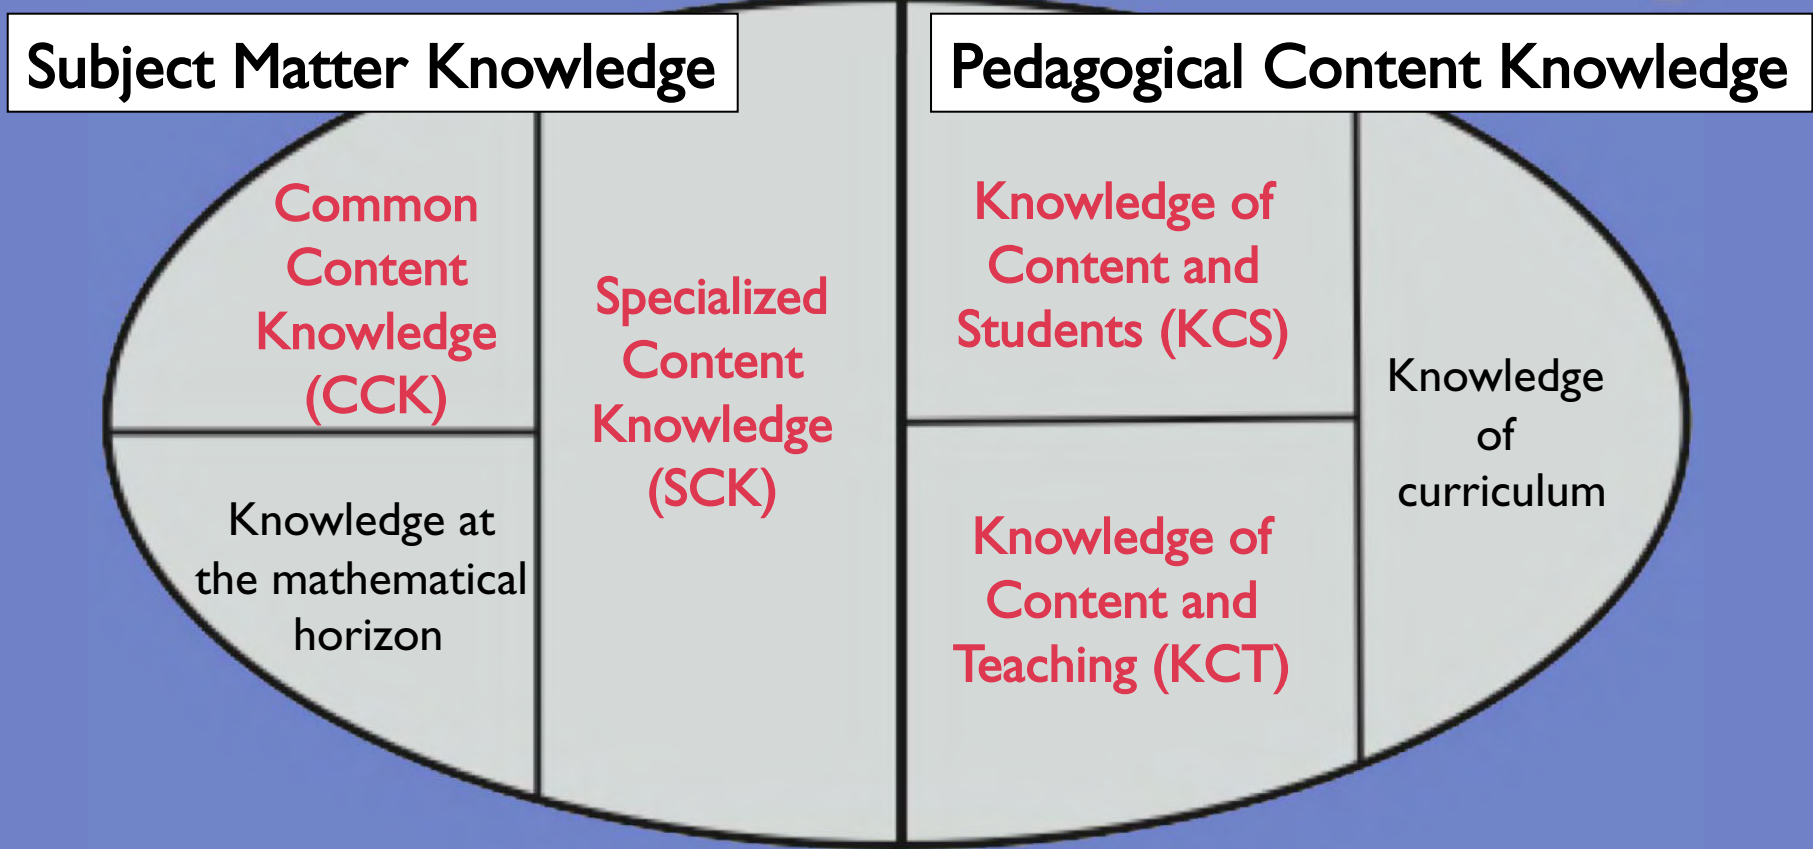 Subject Matter Knowledge
Pedagogical Content Knowledge
Common
Content
Knowledge
(CCK)
Knowledge at
the mathematical
horizon
Specialized
Content
Knowledge
(SCK)
Knowledge of
Content and
Students (KCS)
Knowledge of
Content and
Teaching (KCT)
Knowledge
of
curriculum